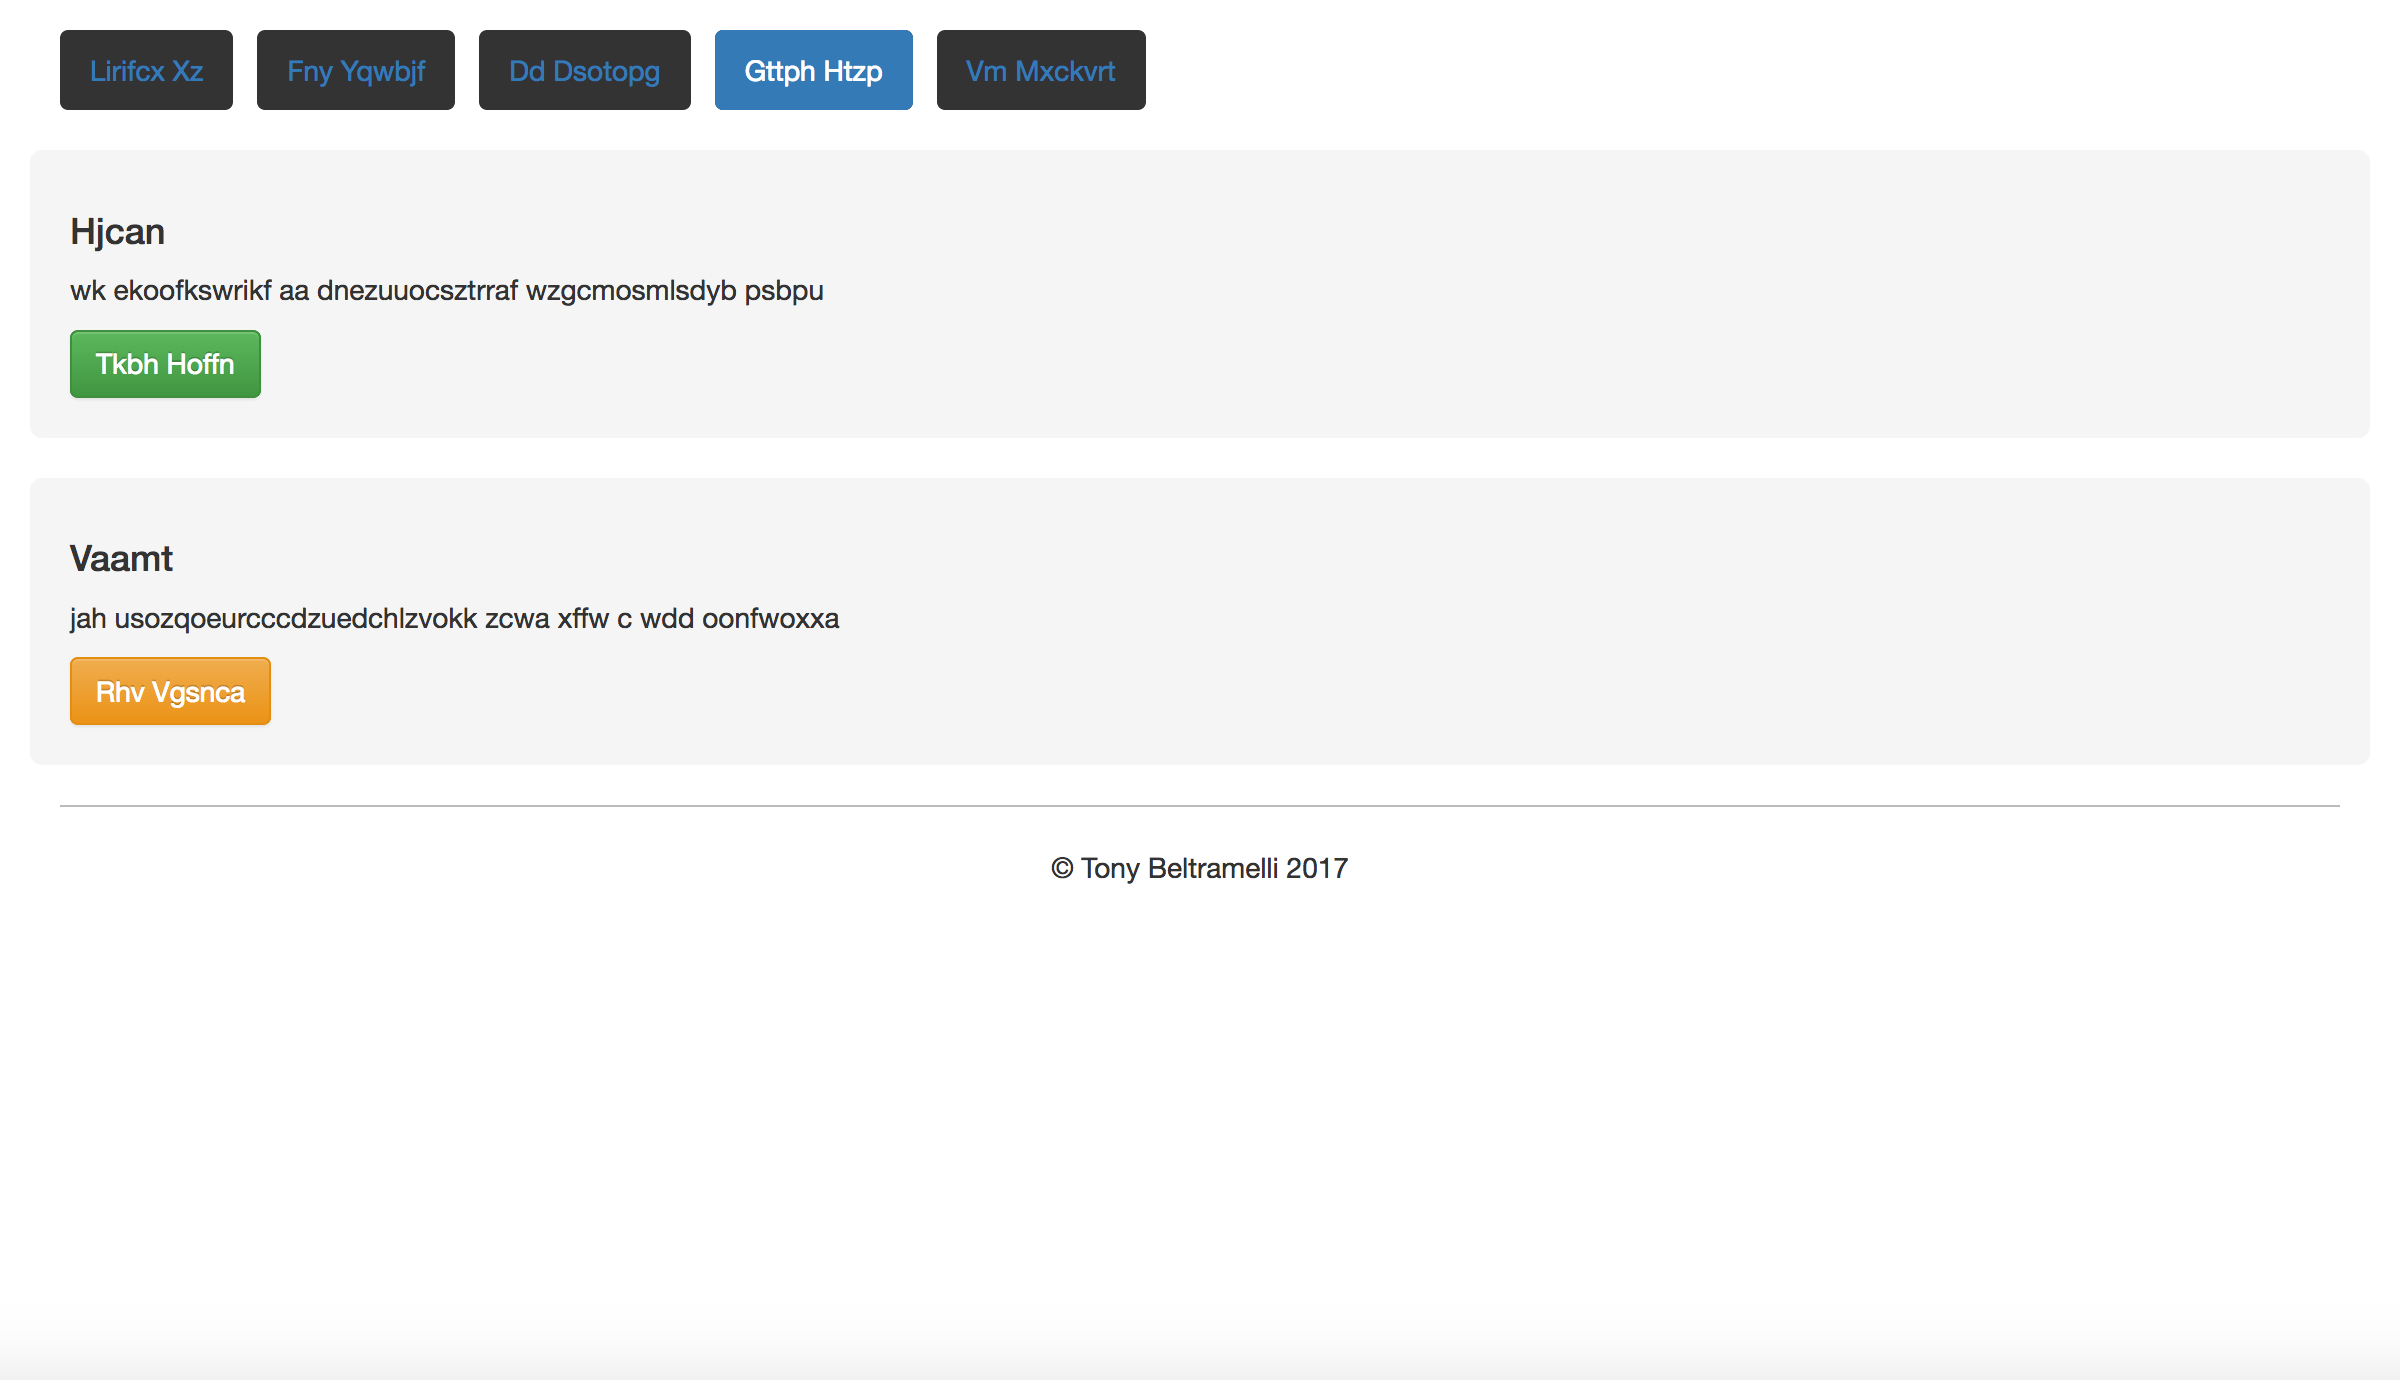 Lirifcx Xz Fny Yqwbjf Dd Dsotopg Gttph Htzp Vm Mxckvrt
Hjcan
wk ekoofkswrikf aa dnezuuocsztrraf wzgcmosmlsdyb psbpu
Tkbh Hoffn
Vaamt
jah usozqoeurcccdzuedchlzvokk zcwa xffw c wdd oonfwoxxa
Rhv Vgsnca
© Tony Beltramelli 2017